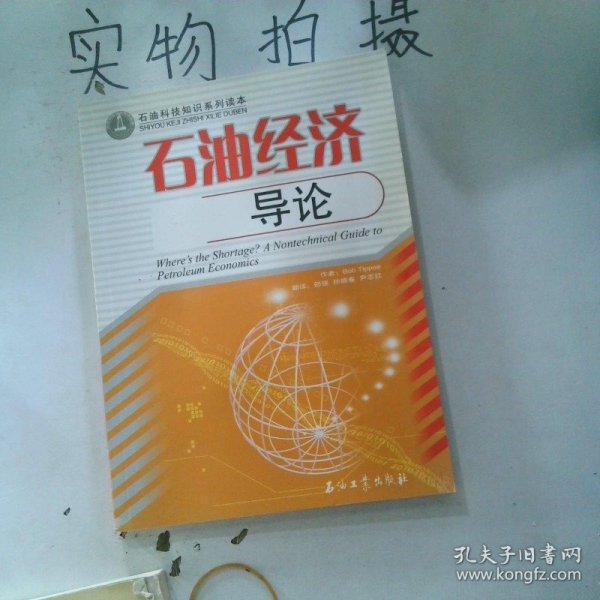 实物拍摄
石油科技知识系列读本
SHIYOU KEJI ZHISHI XILIE DUBEN
石油经济
导论
Where's the Shortage? A Nontechnical Guide to
Petroleum Economics
作者：Bob Tippee
石油工业出版社
孔夫子旧书网
www.kongfz.com